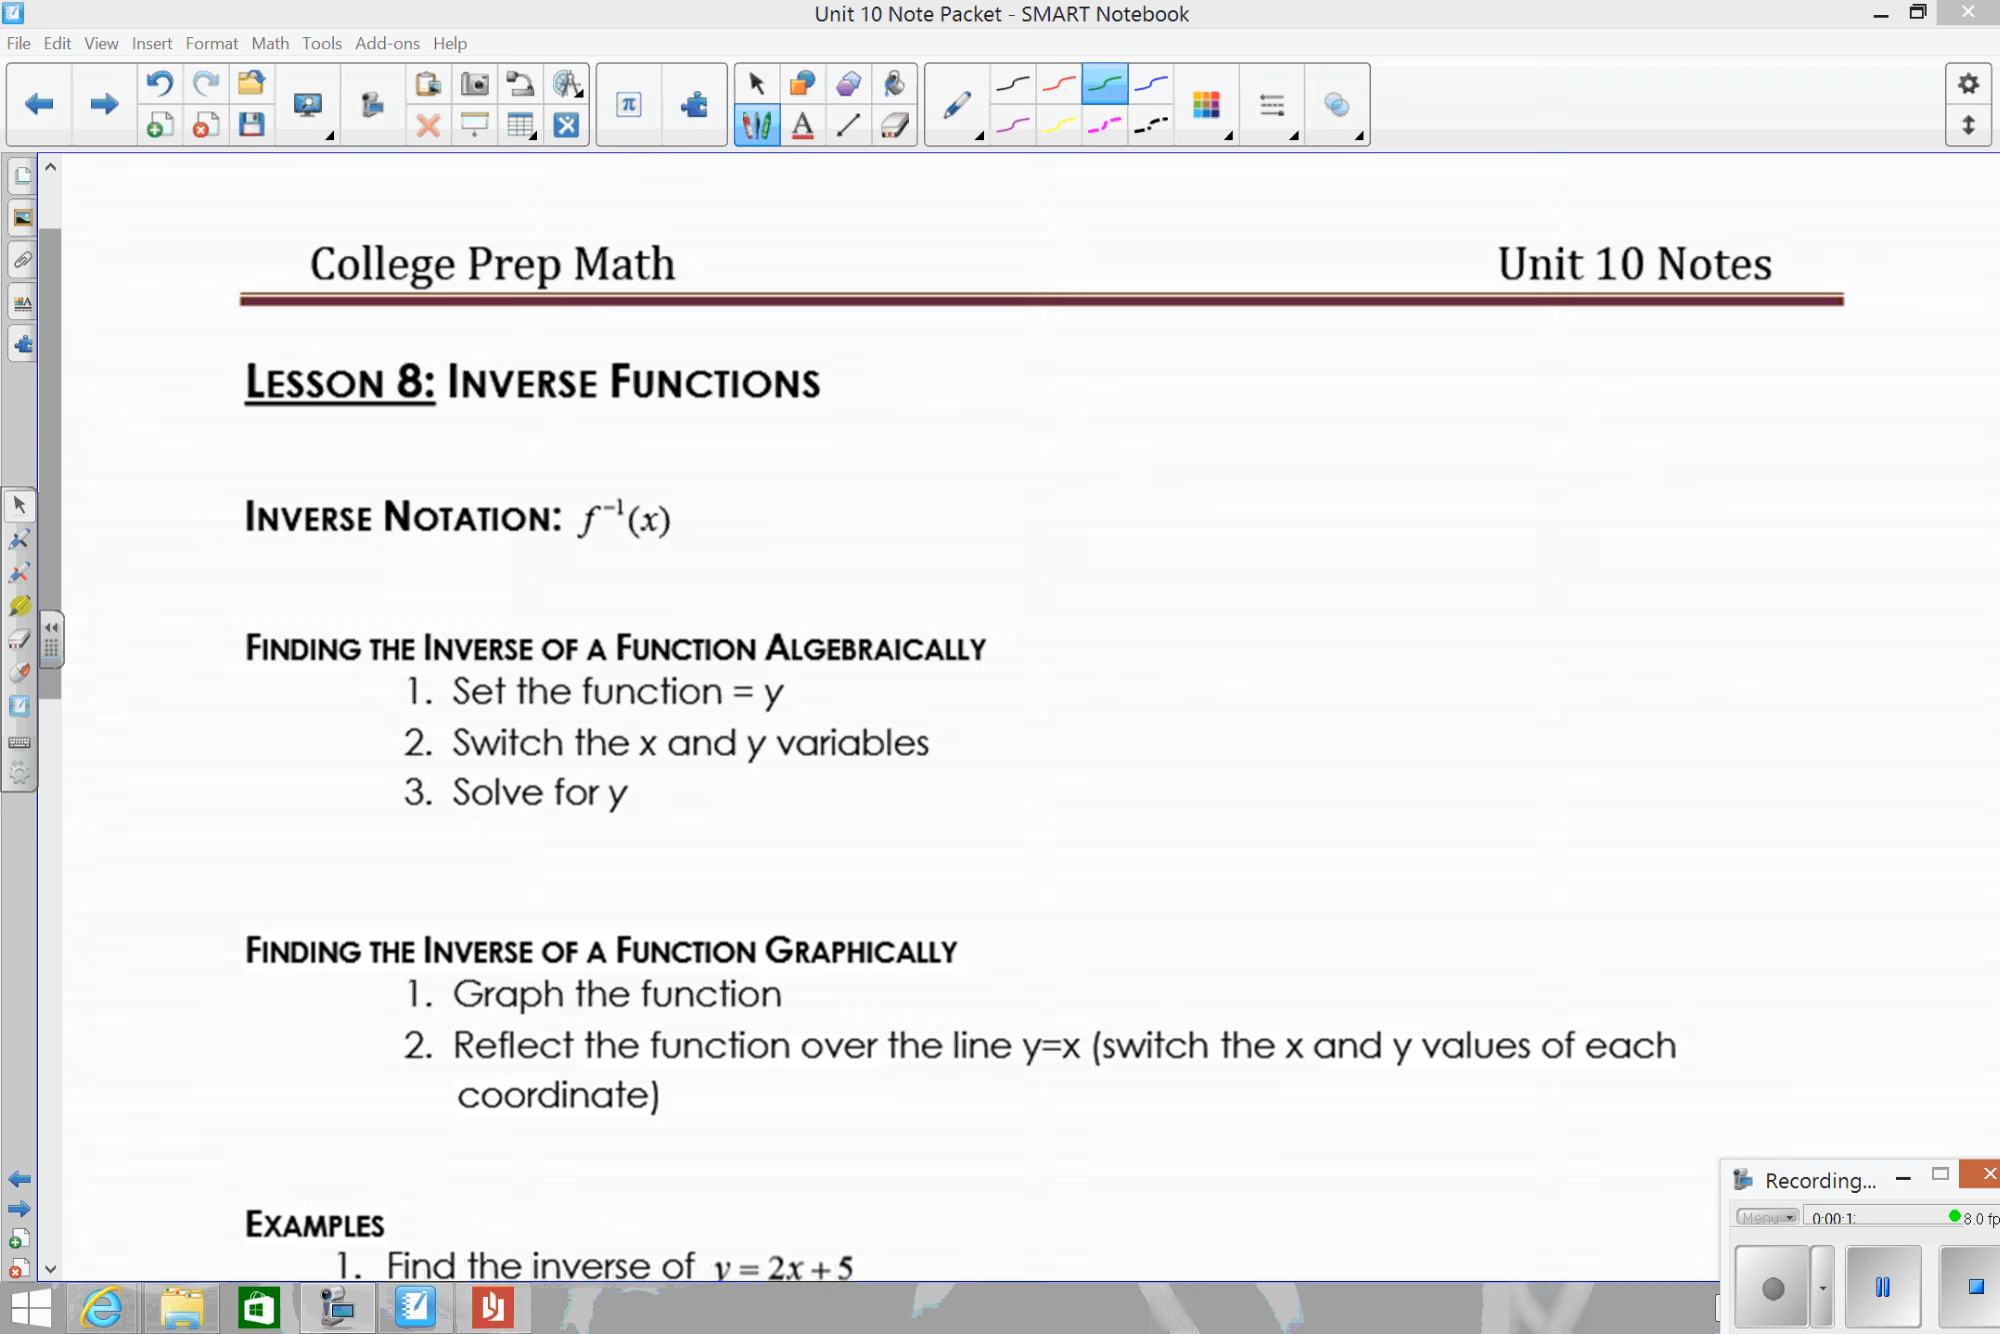 Unit 10 Note Packet - SMART Notebook
File Edit View Insert Format Math Tools Add-ons Help
College Prep Math Unit 10 Notes
LESSON 8: INVERSE FUNCTIONS
INVERSE NOTATION: f⁻¹(x)
FINDING THE INVERSE OF A FUNCTION ALGEBRAICALLY
1. Set the function = y
2. Switch the x and y variables
3. Solve for y
FINDING THE INVERSE OF A FUNCTION GRAPHICALLY
1. Graph the function
2. Reflect the function over the line y=x (switch the x and y values of each
coordinate)
EXAMPLES
1. Find the inverse of y = 2x + 5
Recording...
Menu 0:00:1 8.0 fp